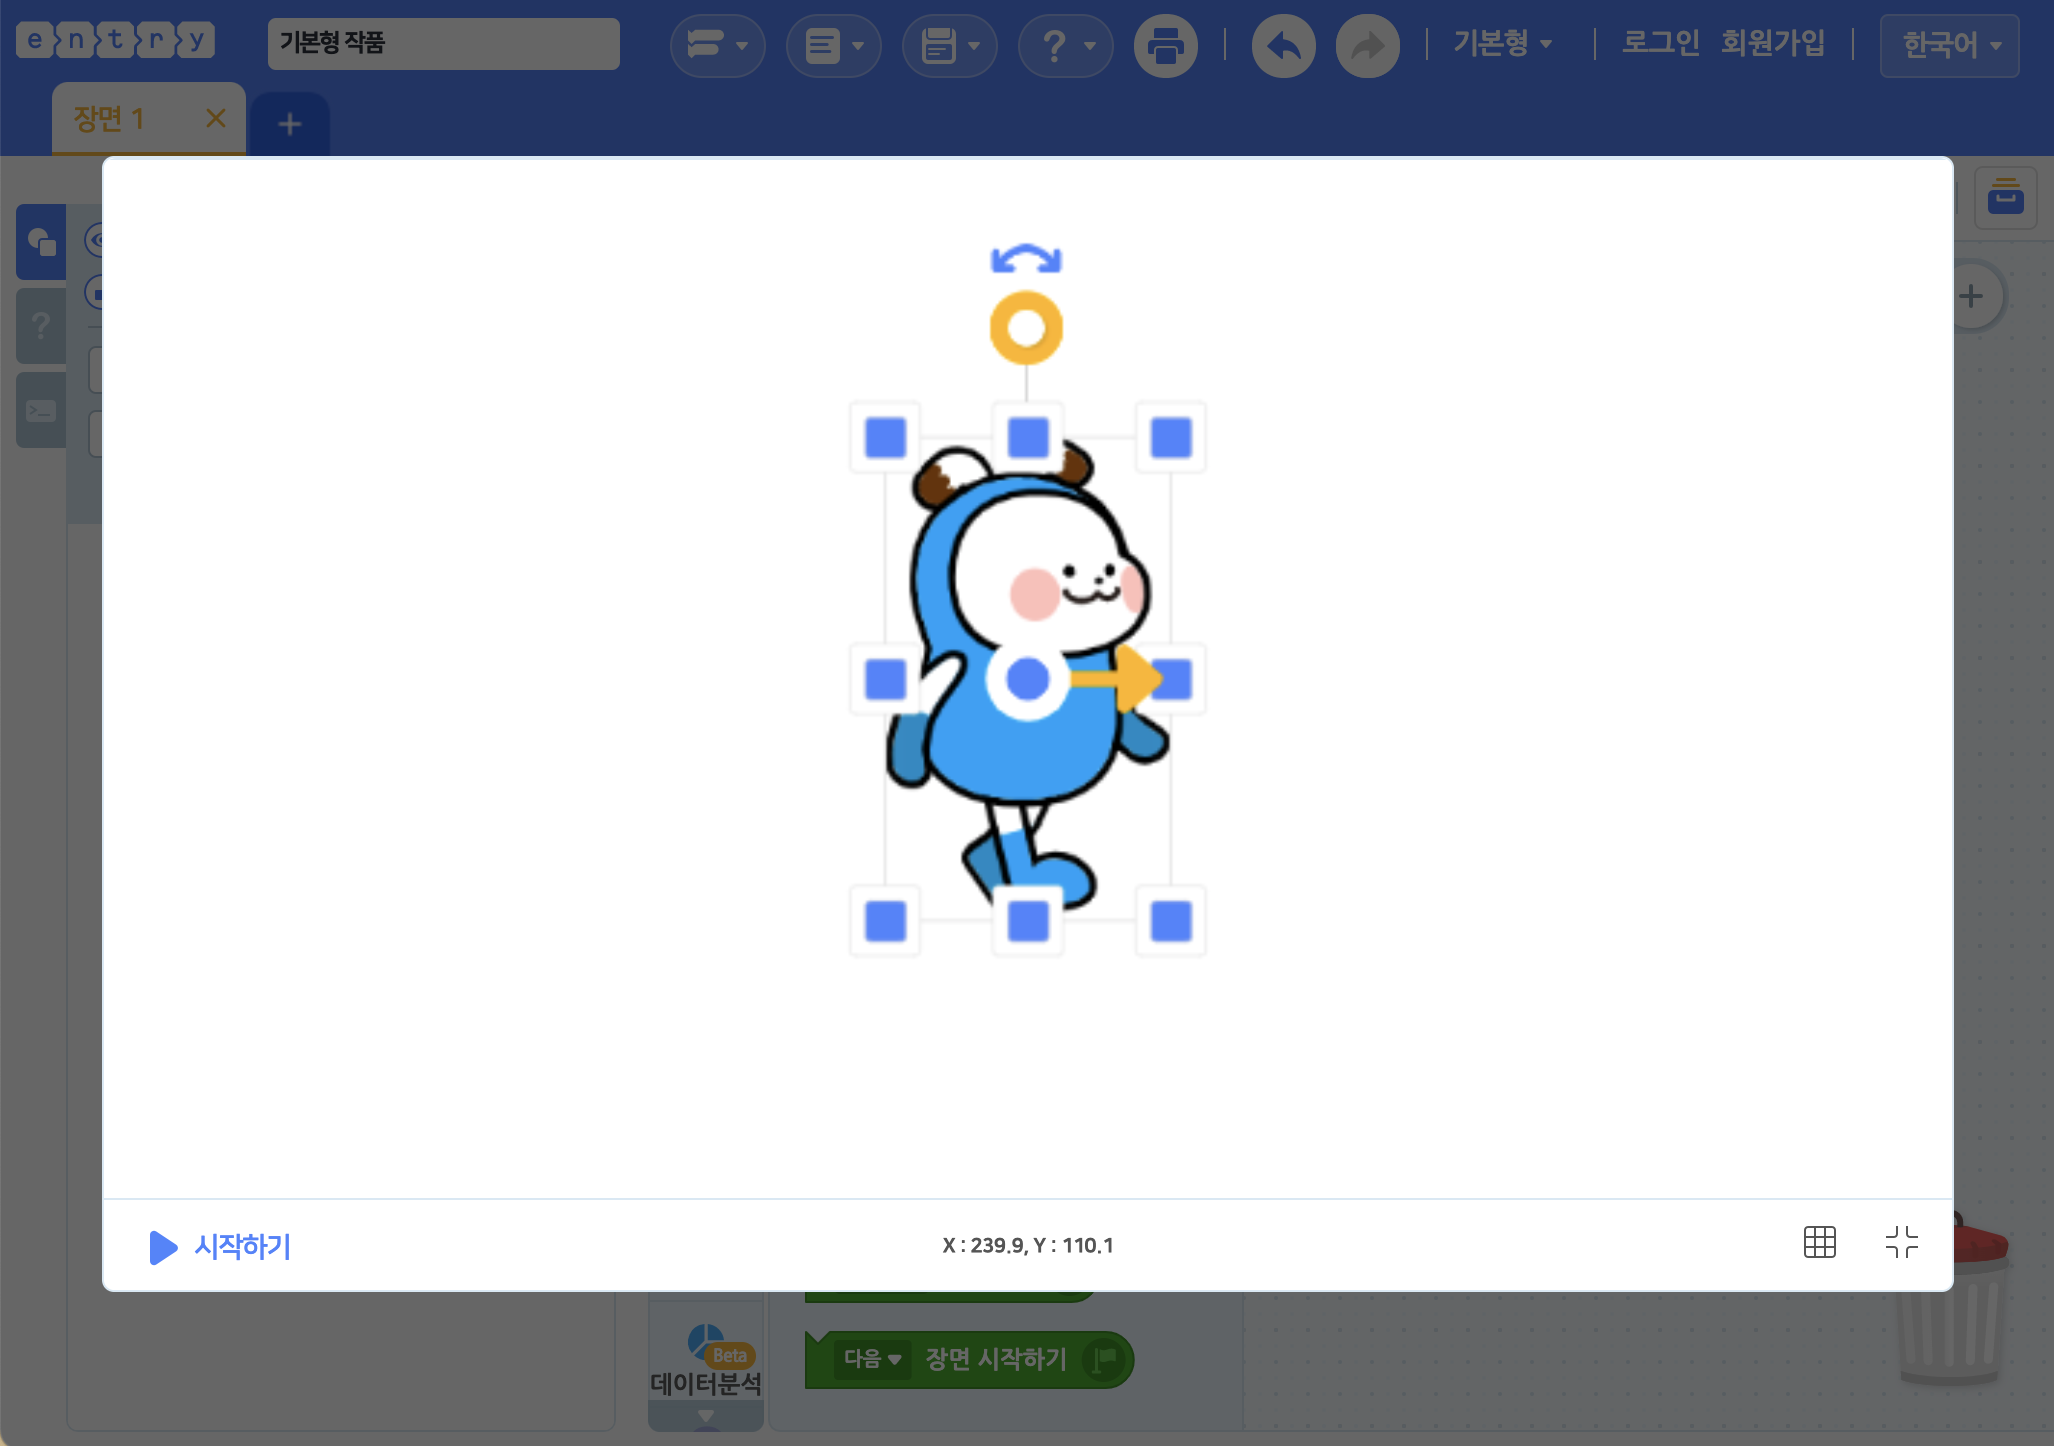 entry
기본형 작품
?
기본형
로그인
회원가입
한국어
장면 1
?
>_
시작하기
X : 239.9, Y : 110.1
Beta
데이터분석
다음 장면 시작하기